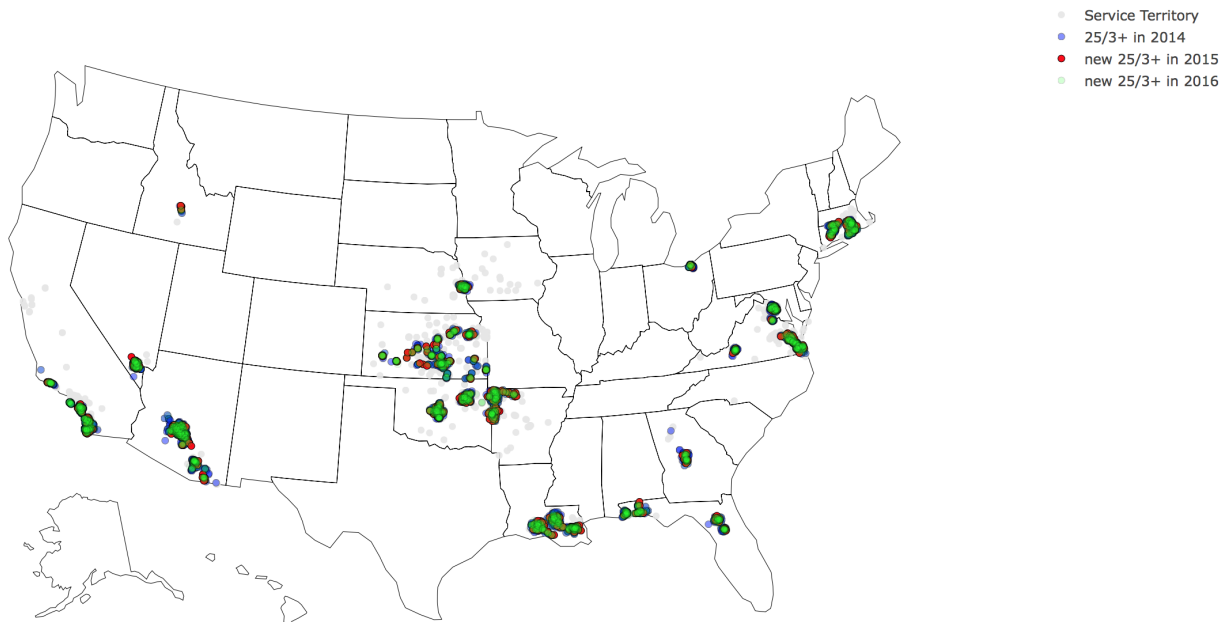 Service Territory
25/3+ in 2014
new 25/3+ in 2015
new 25/3+ in 2016